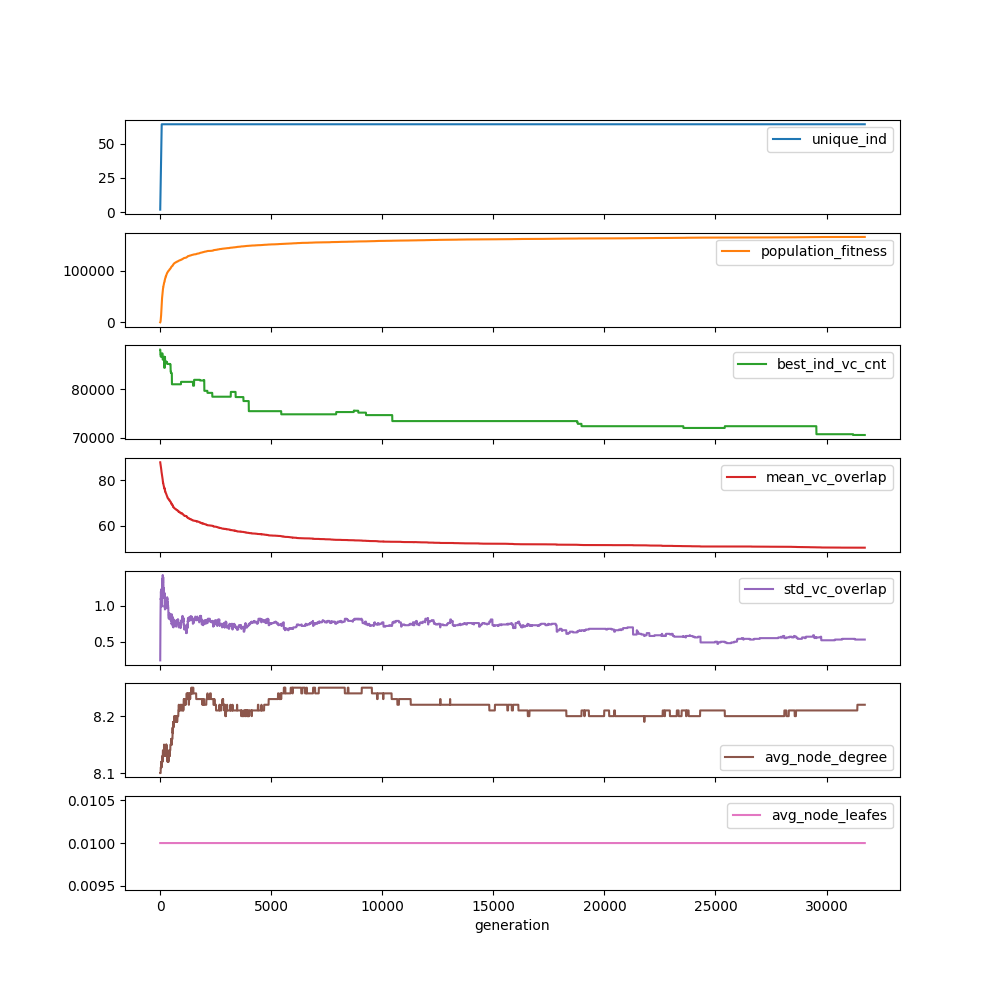 50
25
0
unique_ind
100000
0
population_fitness
80000
70000
best_ind_vc_cnt
80
60
mean_vc_overlap
1.0
0.5
std_vc_overlap
8.2
8.1
avg_node_degree
0.0105
0.0100
0.0095
avg_node_leafes
0 5000 10000 15000 20000 25000 30000
generation